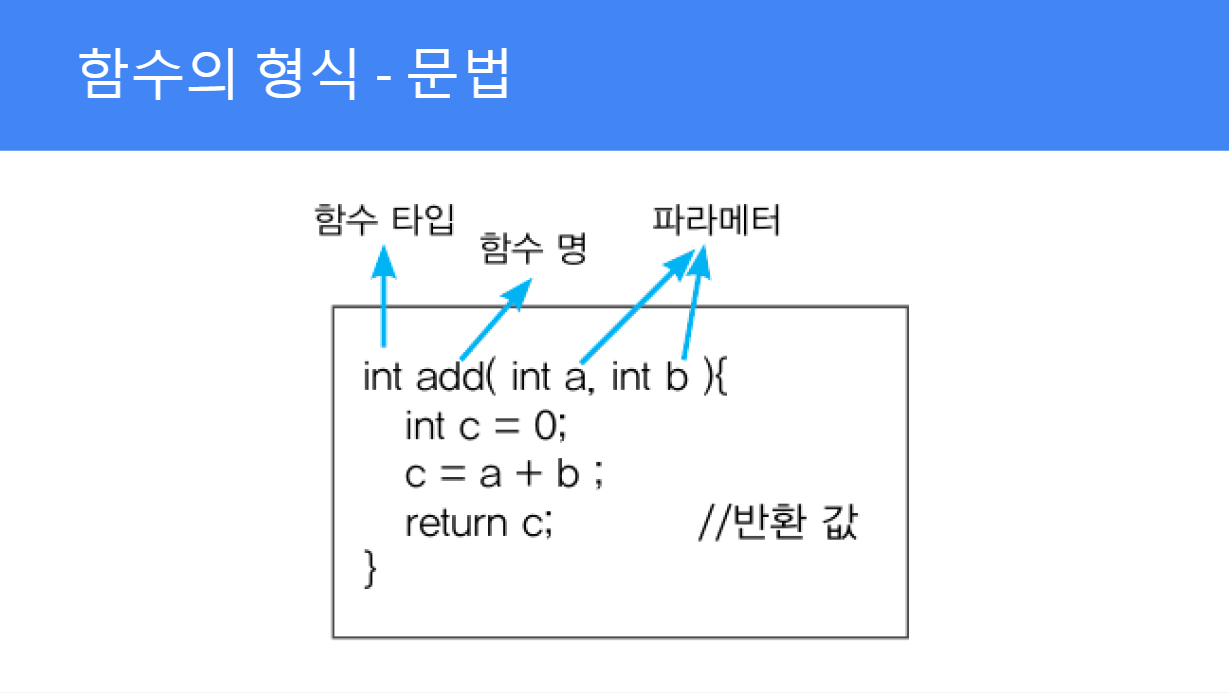 함수의 형식 - 문법
함수 타입
함수 명
파라메터
int add( int a, int b ){
int c = 0;
c = a + b ;
return c; //반환 값
}